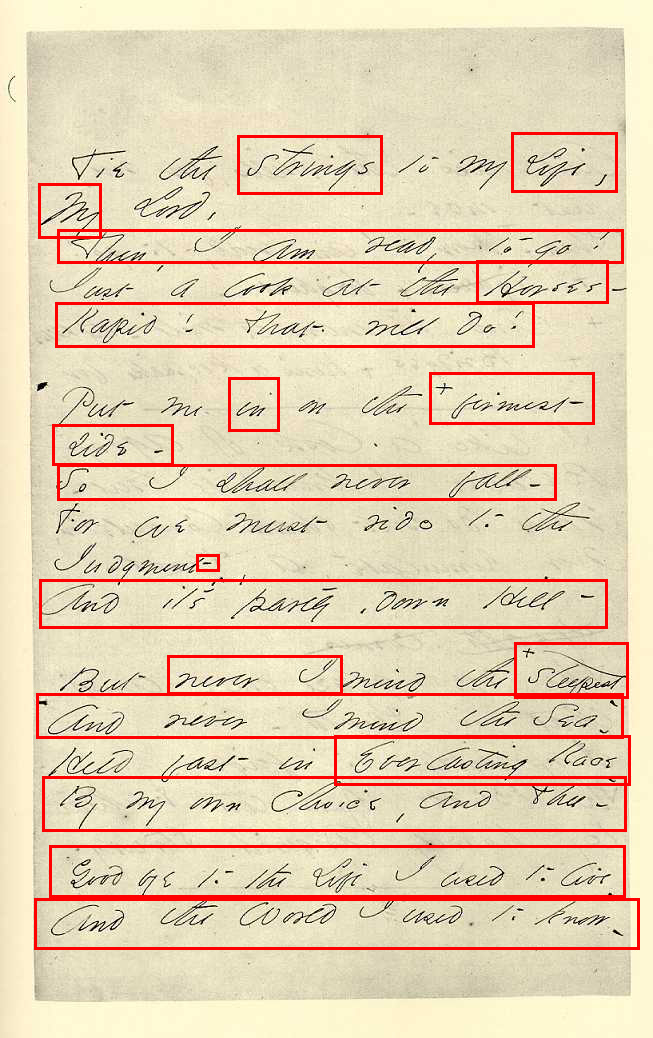 Tie the Strings to my Life,
My Lord,
Then, I am ready to go!
Just a look at the Horses –
Rapid! That will do!
Put me in on the + firmest
side –
So I shall never fall –
For we must ride to the
Judgment –
And it's partly, down Hill –
But never I mind the + steepest
And never I mind the Sea –
Held fast in Everlasting Race –
By my own Choice, and Thee –
Good bye to the Life I used to live –
And the World I used to know –